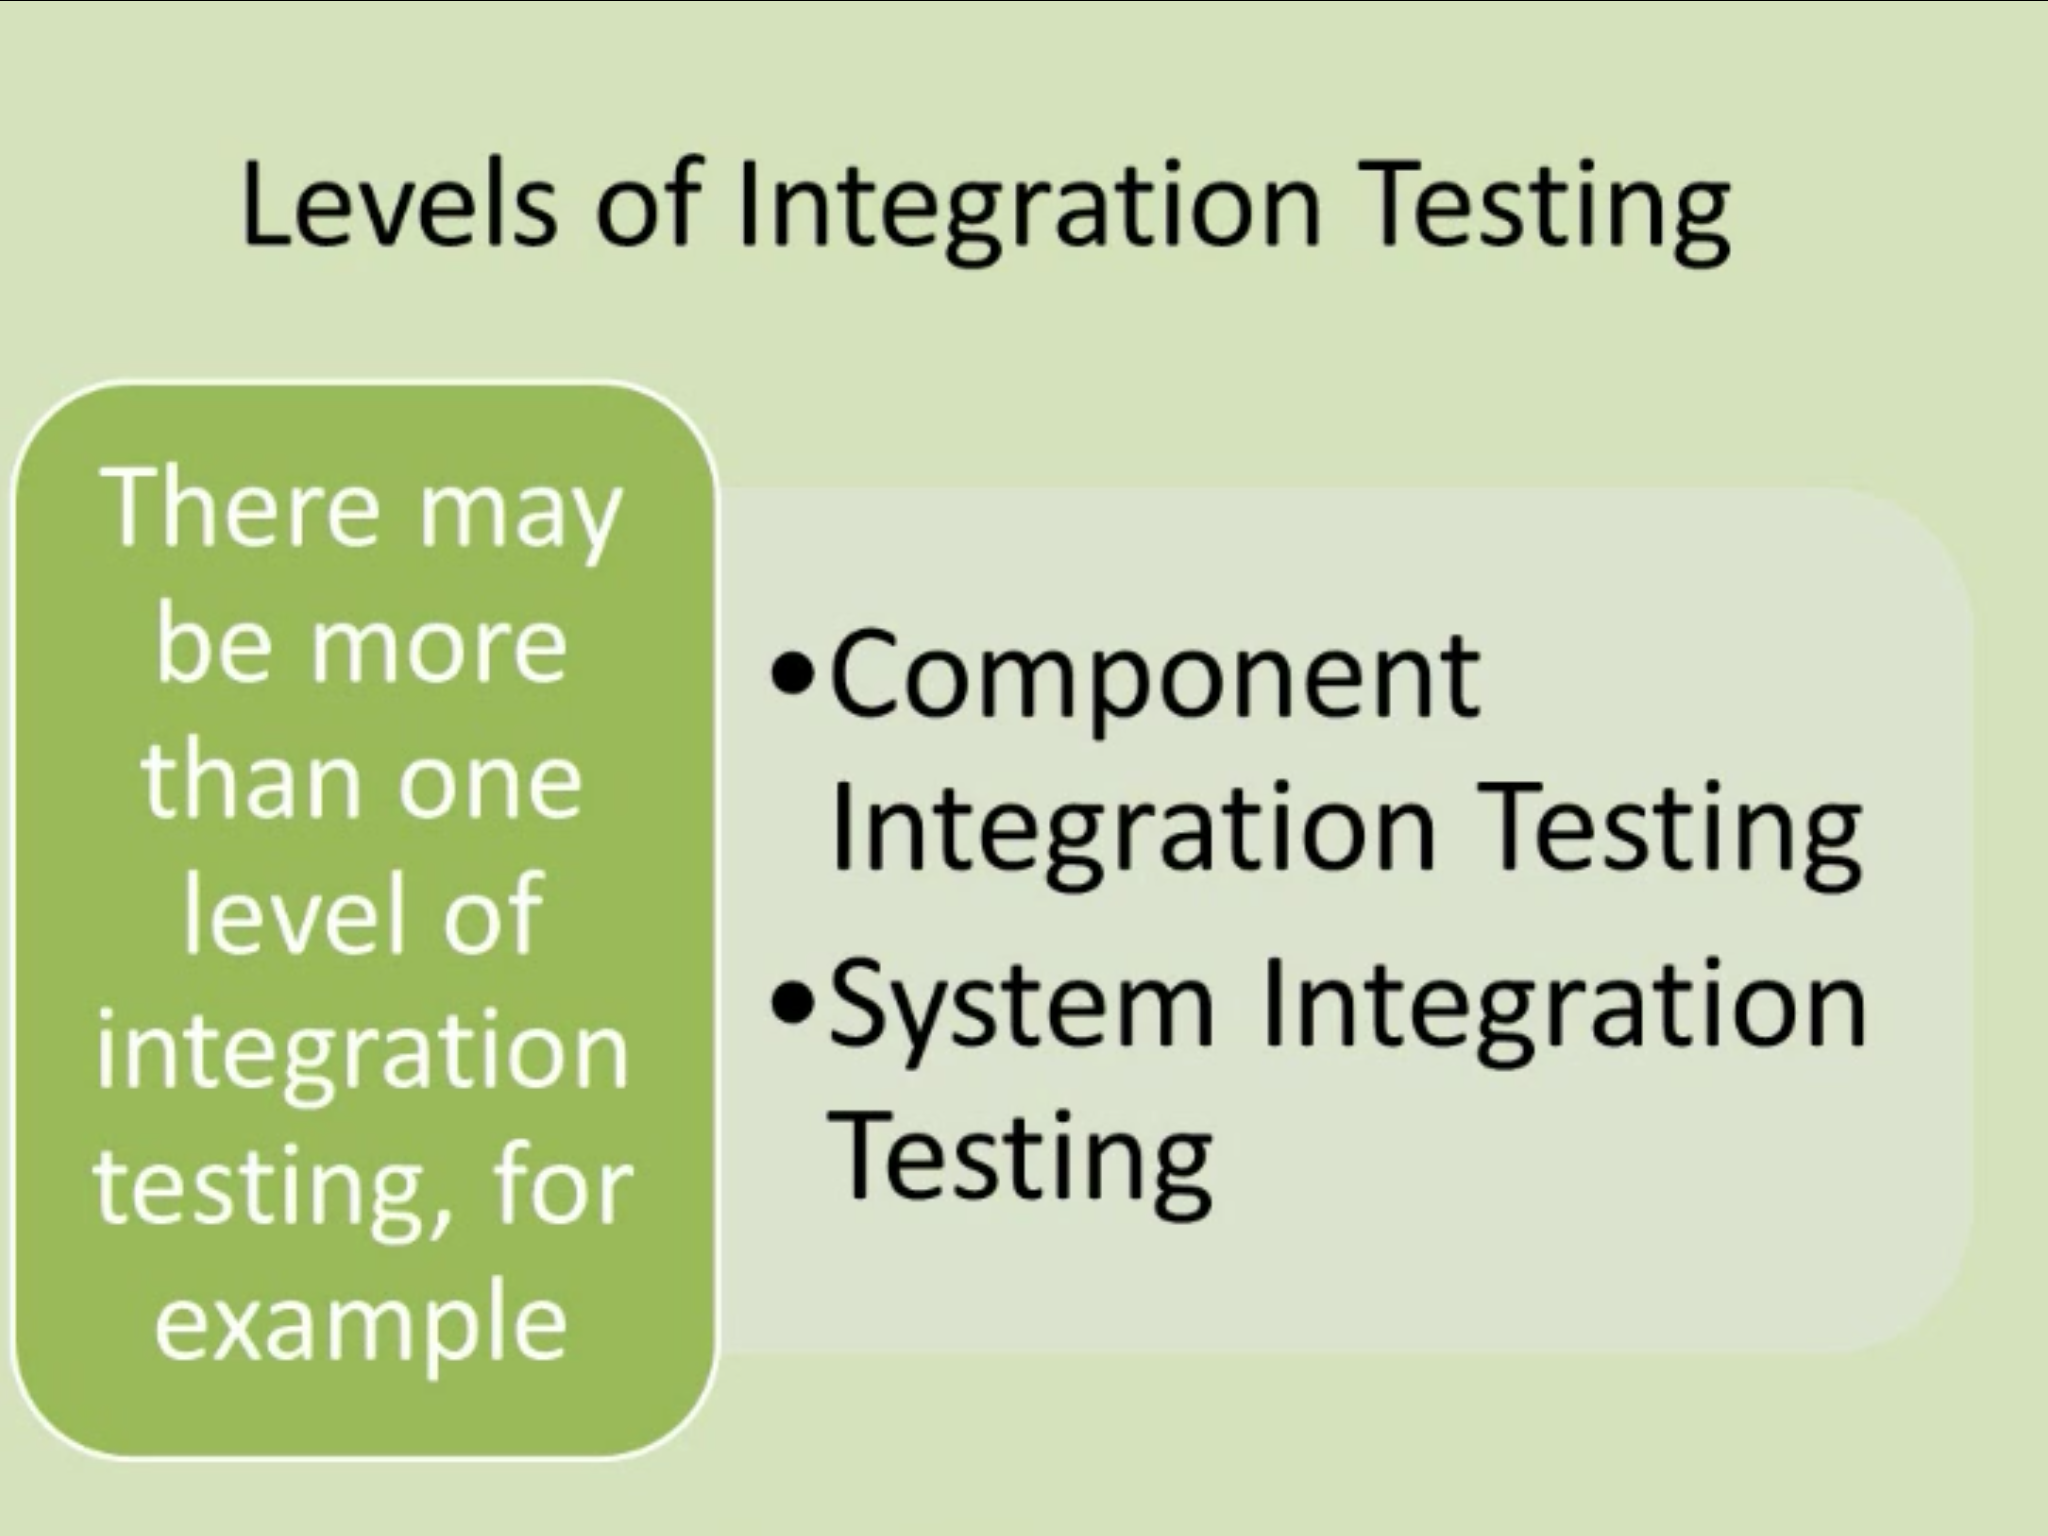 Levels of Integration Testing
There may
be more
than one
level of
integration
testing, for
example
•Component
Integration Testing
•System Integration
Testing